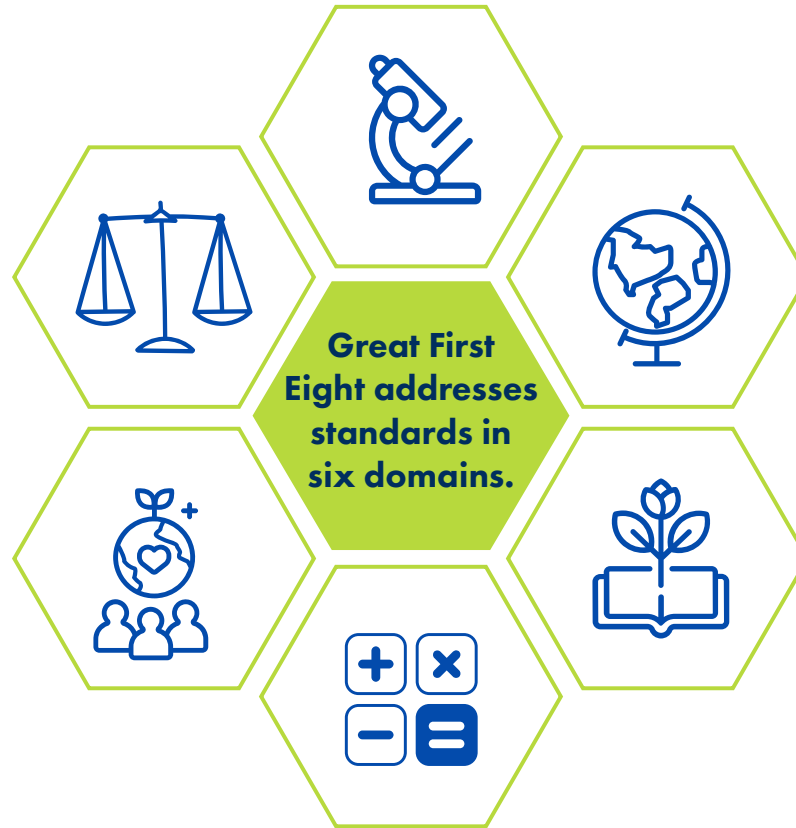 Great First
Eight addresses
standards in
six domains.